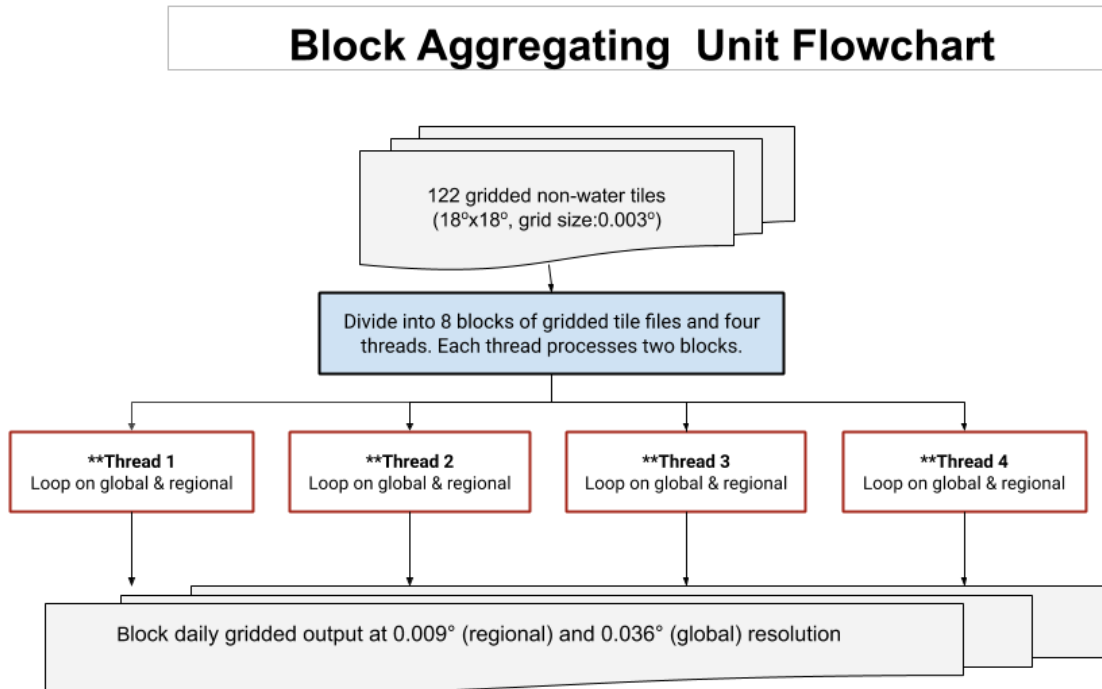 Block Aggregating  Unit Flowchart
122 gridded non-water tiles
(18ºx18º, grid size:0.003º)
Divide into 8 blocks of gridded tile files and four
threads. Each thread processes two blocks.
**Thread 1
Loop on global & regional
**Thread 2
Loop on global & regional
**Thread 3
Loop on global & regional
**Thread 4
Loop on global & regional
Block daily gridded output at 0.009° (regional) and 0.036° (global) resolution